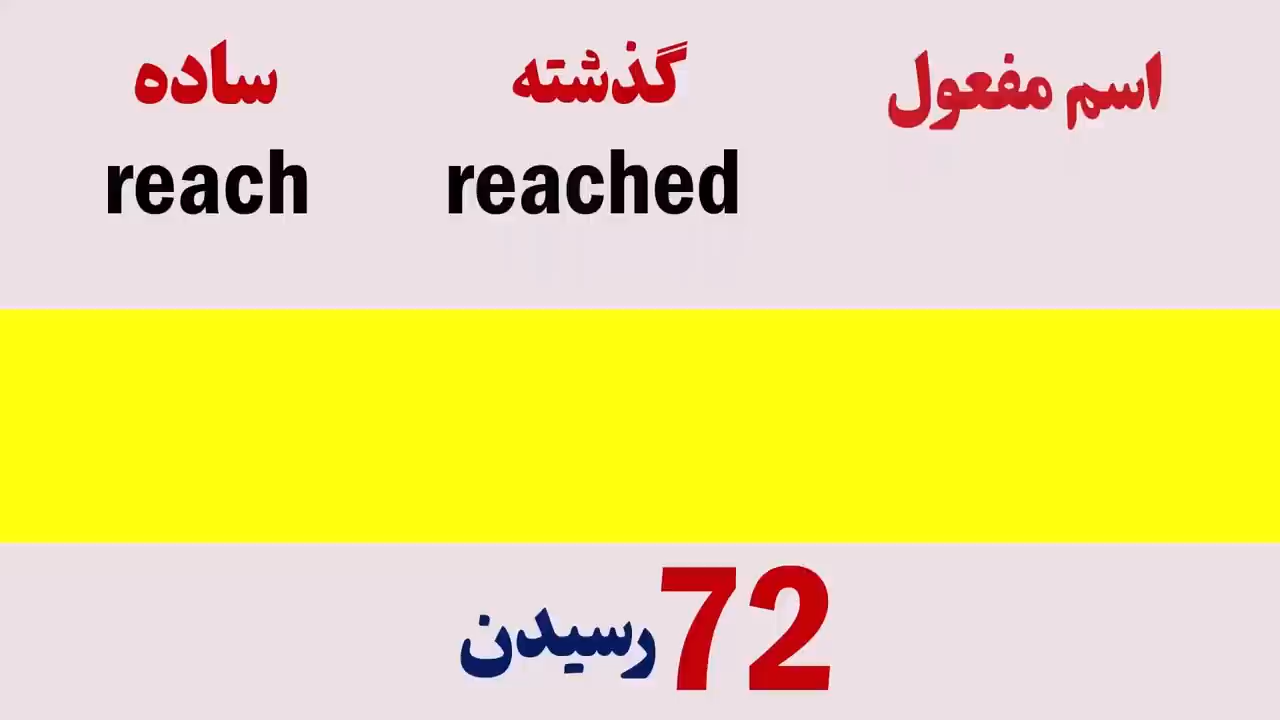 ساده گذشته اسم مفعول
reach reached
72 رسیدن